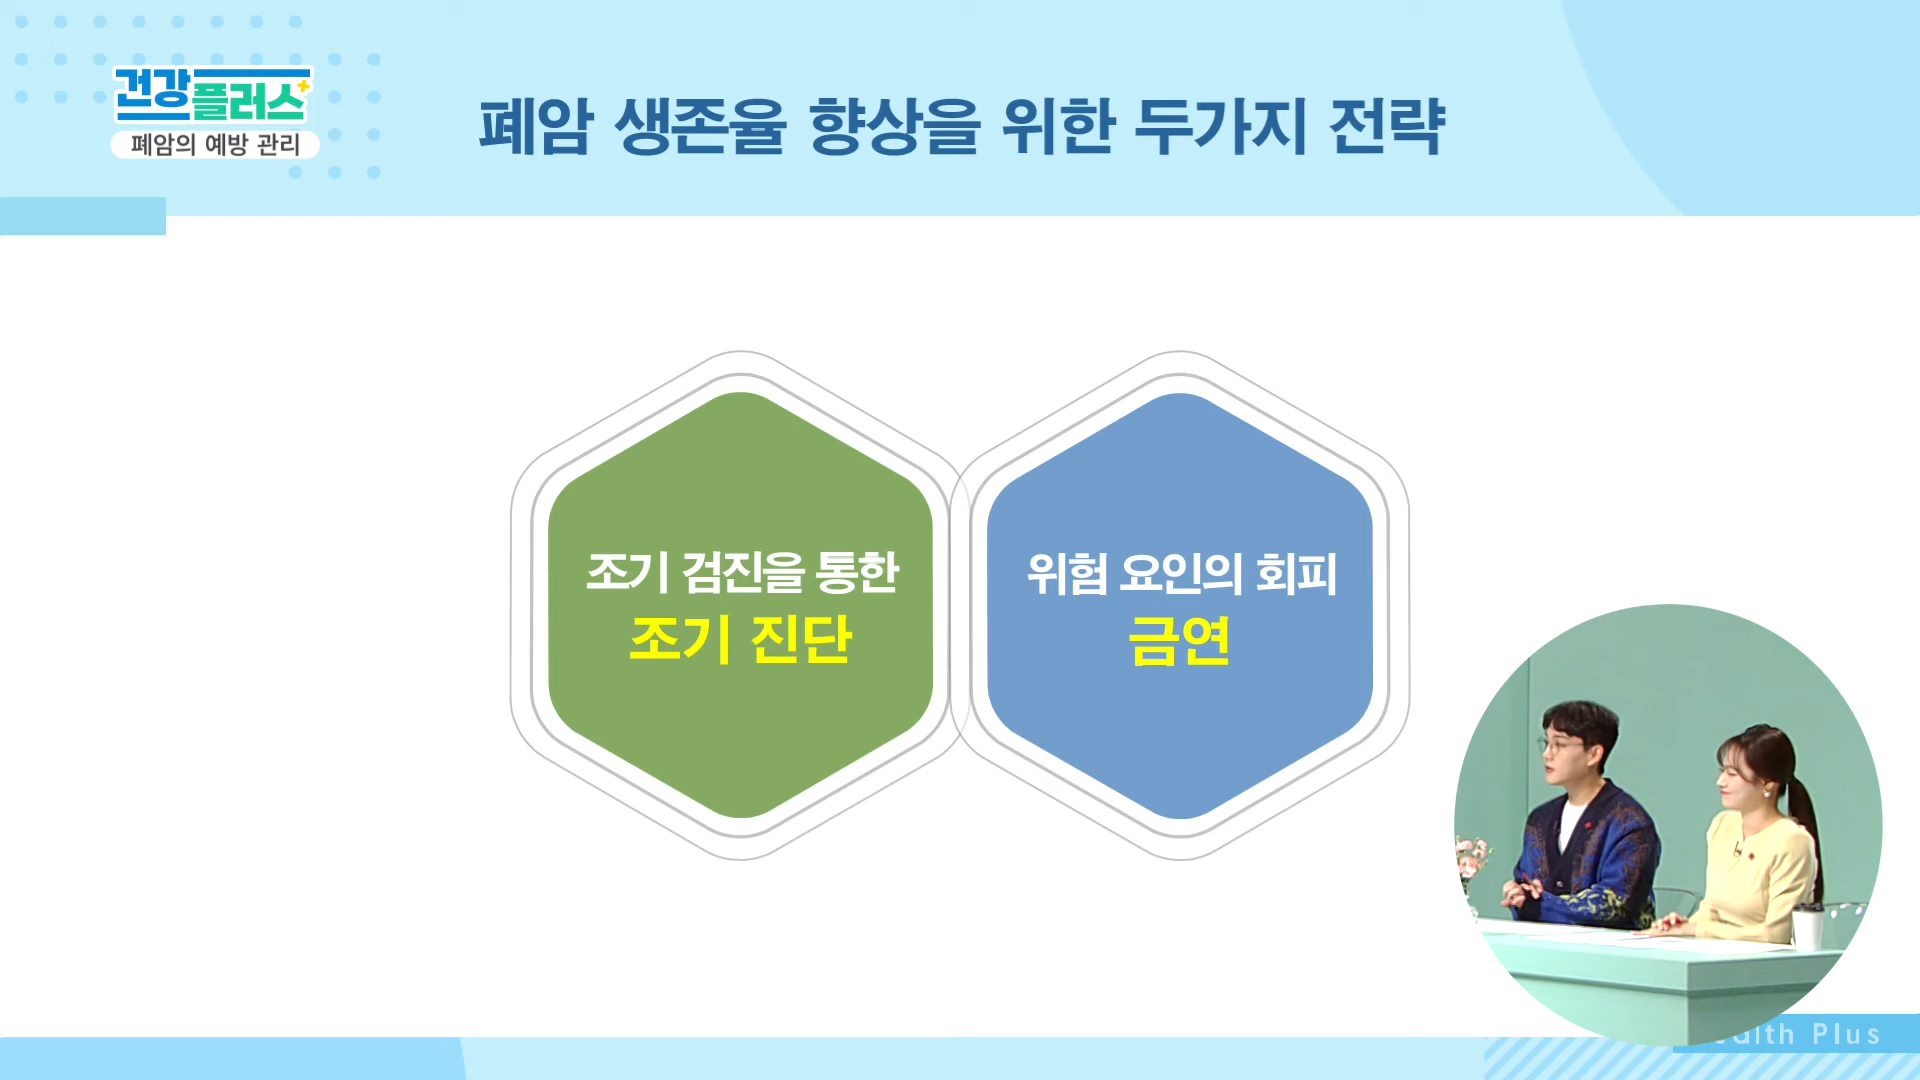 건강플러스
폐암의 예방 관리
폐암 생존율 향상을 위한 두가지 전략
조기 검진을 통한
조기 진단
위험 요인의 회피
금연
Plus